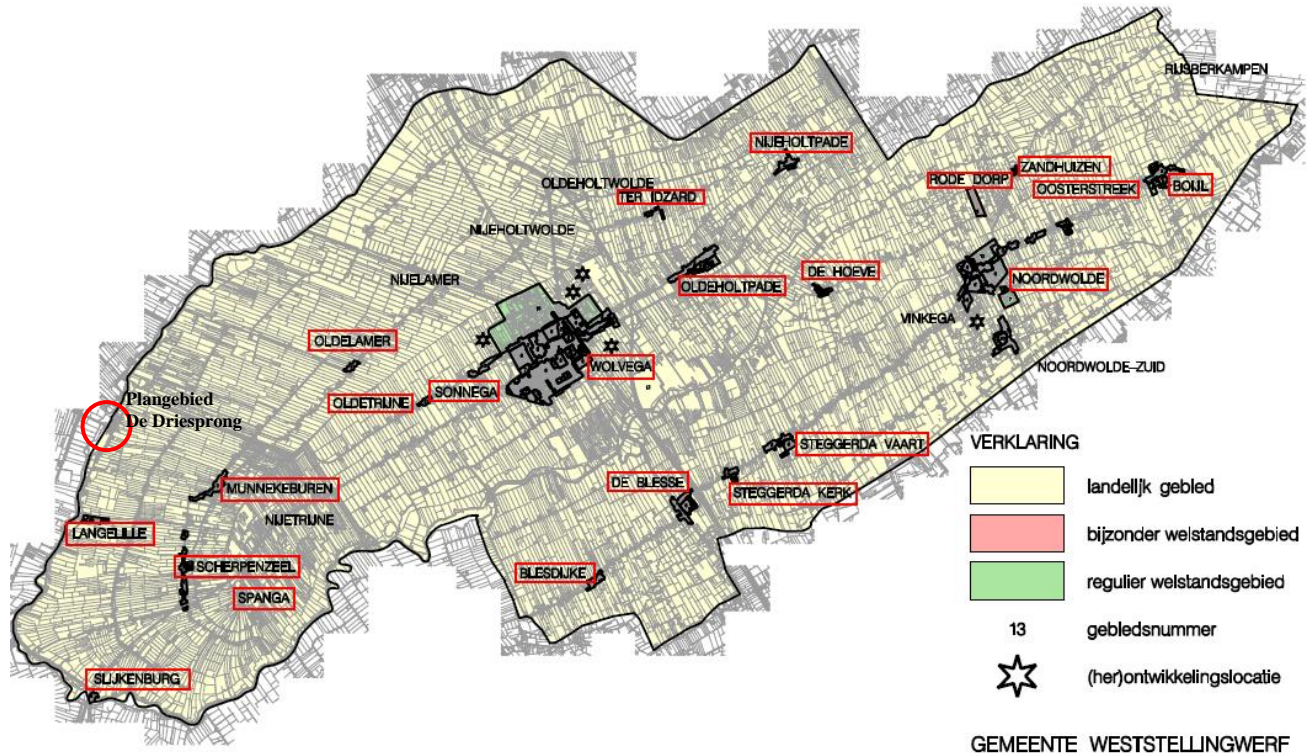 RIJSBERKAMPEN
NIJEHOLTPADE
ZANDHUIZEN
RODE DORP
OOSTERSTREEK
BOIJL
OLDEHOLTWOLDE
TER IDZARD
NIJEHOLTWOLDE
NIJELAMER
OLDEHOLTPADE
DE HOEVE
NOORDWOLDE
VINKEGA
OLDELAMER
WOLVEGA
NOORDWOLDE-ZUID
SONNEGA
OLDETRIJNE
Plangebied
De Driesprong
STEGGERDA VAART
MUNNEKEBUREN
DE BLESSE
STEGGERDA KERK
NIJETRIJNE
LANGELILLE
SCHERPENZEEL
BLESDIJKE
SPANGA
SLIJKENBURG
VERKLARING
landelijk gebied
bijzonder welstandsgebied
regulier welstandsgebied
13 gebiedsnummer
(her)ontwikkelingslocatie
GEMEENTE WESTSTELLINGWERF